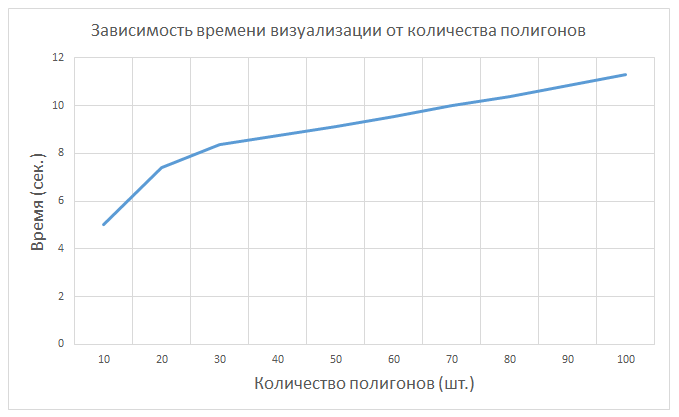 Зависимость времени визуализации от количества полигонов
12
10
8
6
4
2
0
Время (сек.)
10 20 30 40 50 60 70 80 90 100
Количество полигонов (шт.)